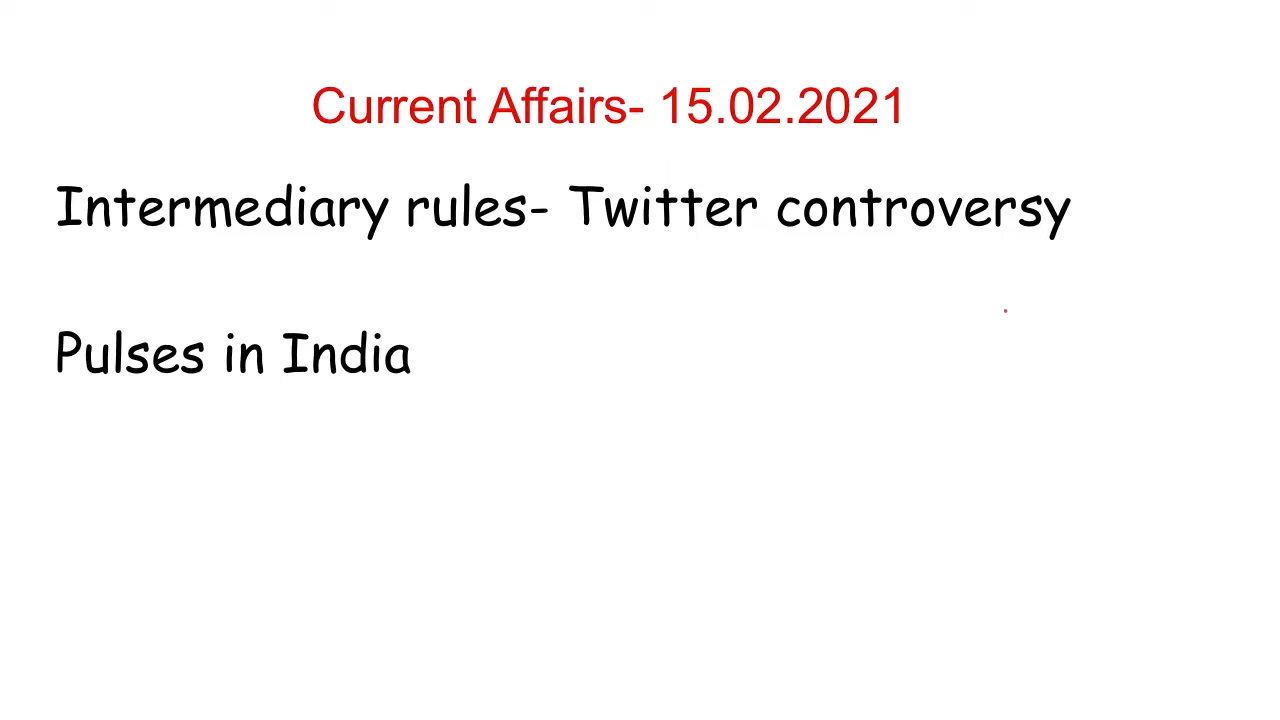 Current Affairs- 15.02.2021
Intermediary rules- Twitter controversy
Pulses in India